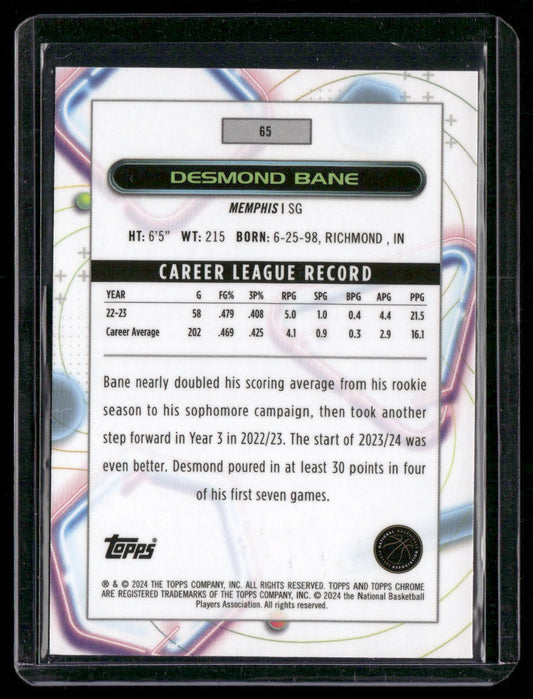 65
DESMOND BANE
MEMPHIS | SG
HT: 6'5" WT: 215 BORN: 6-25-98, RICHMOND , IN
CAREER LEAGUE RECORD
YEAR G FG% 3P% RPG SPG BPG APG PPG
22-23 58 .479 .408 5.0 1.0 0.4 4.4 21.5
Career Average 202 .469 .425 4.1 0.9 0.3 2.9 16.1
Bane nearly doubled his scoring average from his rookie
season to his sophomore campaign, then took another
step forward in Year 3 in 2022/23. The start of 2023/24 was
even better. Desmond poured in at least 30 points in four
of his first seven games.
topps
® & © 2024 THE TOPPS COMPANY, INC. ALL RIGHTS RESERVED. TOPPS AND TOPPS CHROME
ARE REGISTERED TRADEMARKS OF THE TOPPS COMPANY, INC. © 2024 the National Basketball
Players Association. All rights reserved.